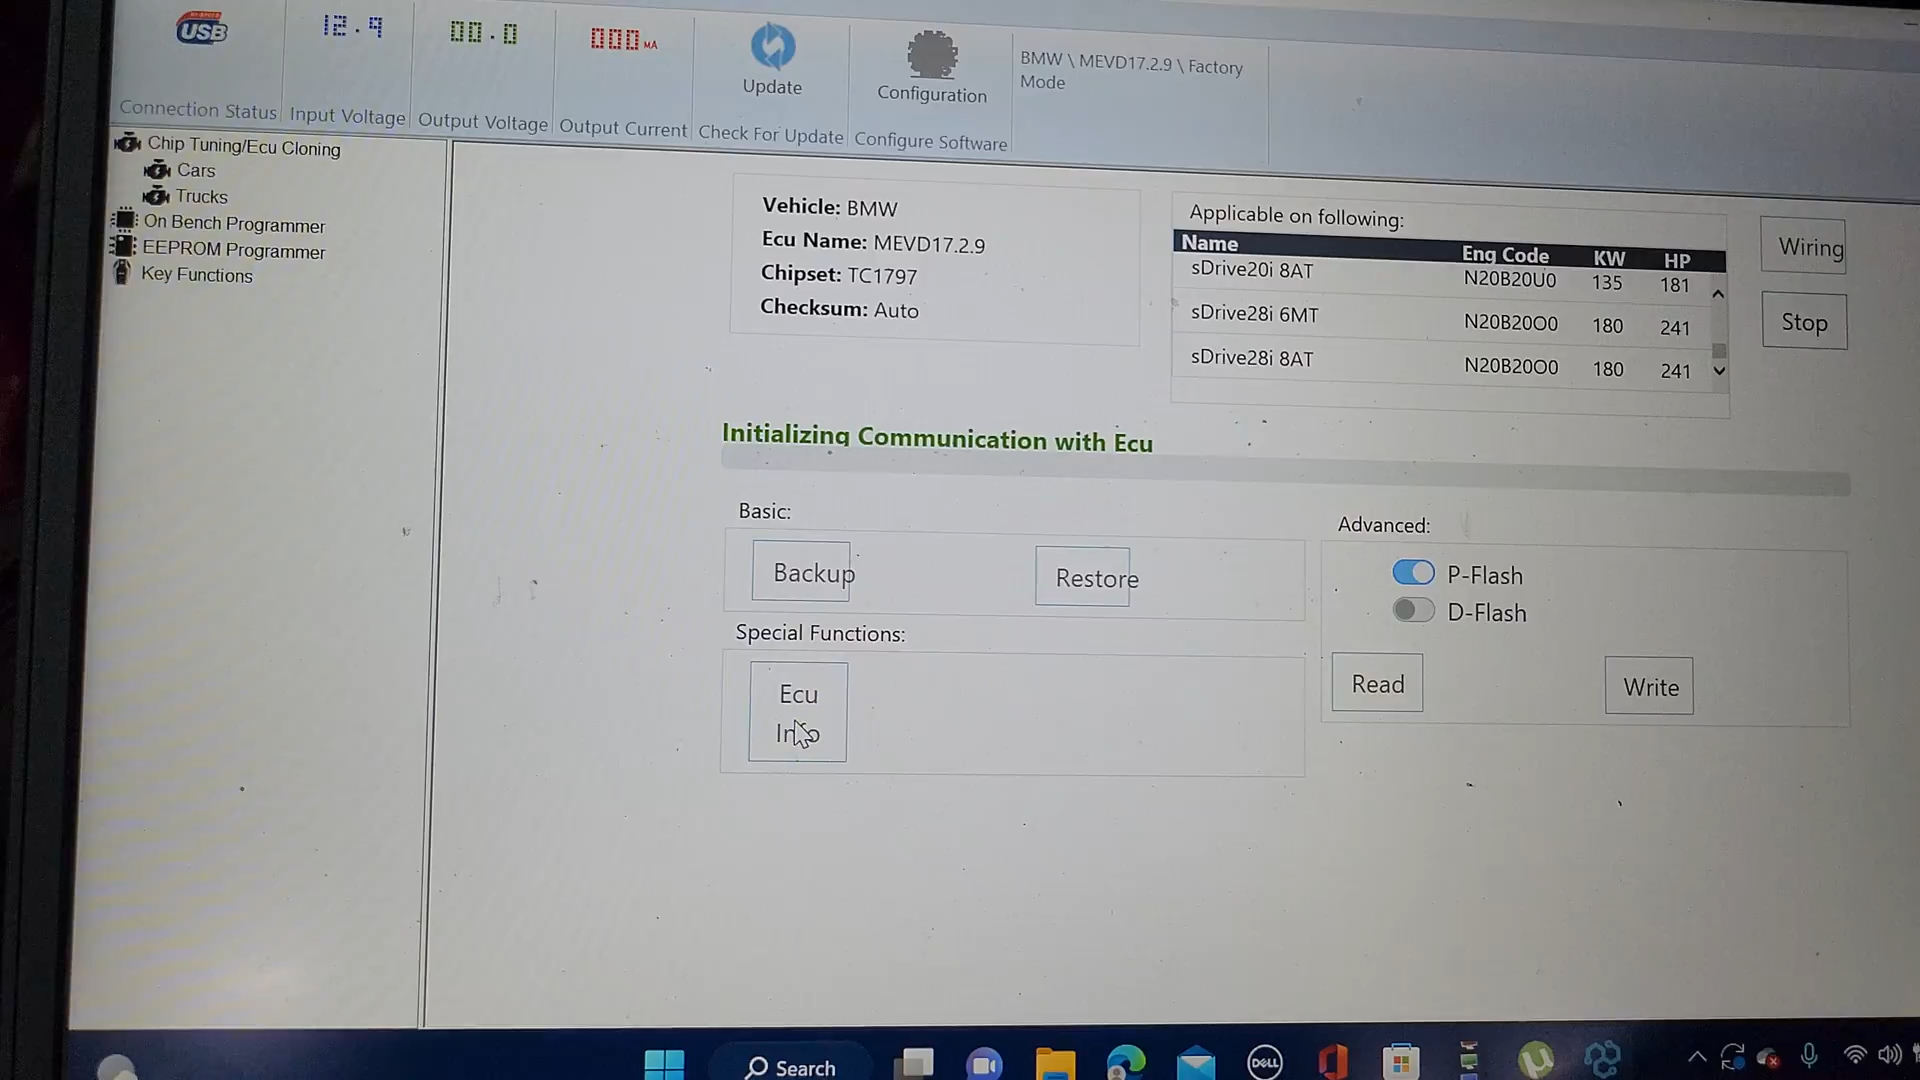 USB
12.9
00.0
000 MA
Update
Configuration
BMW \ MEVD17.2.9 \ Factory
Mode
Connection Status
Input Voltage
Output Voltage
Output Current
Check For Update
Configure Software
Chip Tuning/Ecu Cloning
Cars
Trucks
On Bench Programmer
EEPROM Programmer
Key Functions
Vehicle: BMW
Ecu Name: MEVD17.2.9
Chipset: TC1797
Checksum: Auto
Applicable on following:
Name Eng Code KW HP
sDrive20i 8AT N20B20U0 135 181
sDrive28i 6MT N20B20O0 180 241
sDrive28i 8AT N20B20O0 180 241
Wiring
Stop
Initializing Communication with Ecu
Basic:
Backup
Restore
Advanced:
P-Flash
D-Flash
Read
Write
Special Functions:
Ecu
Info
Search
DELL